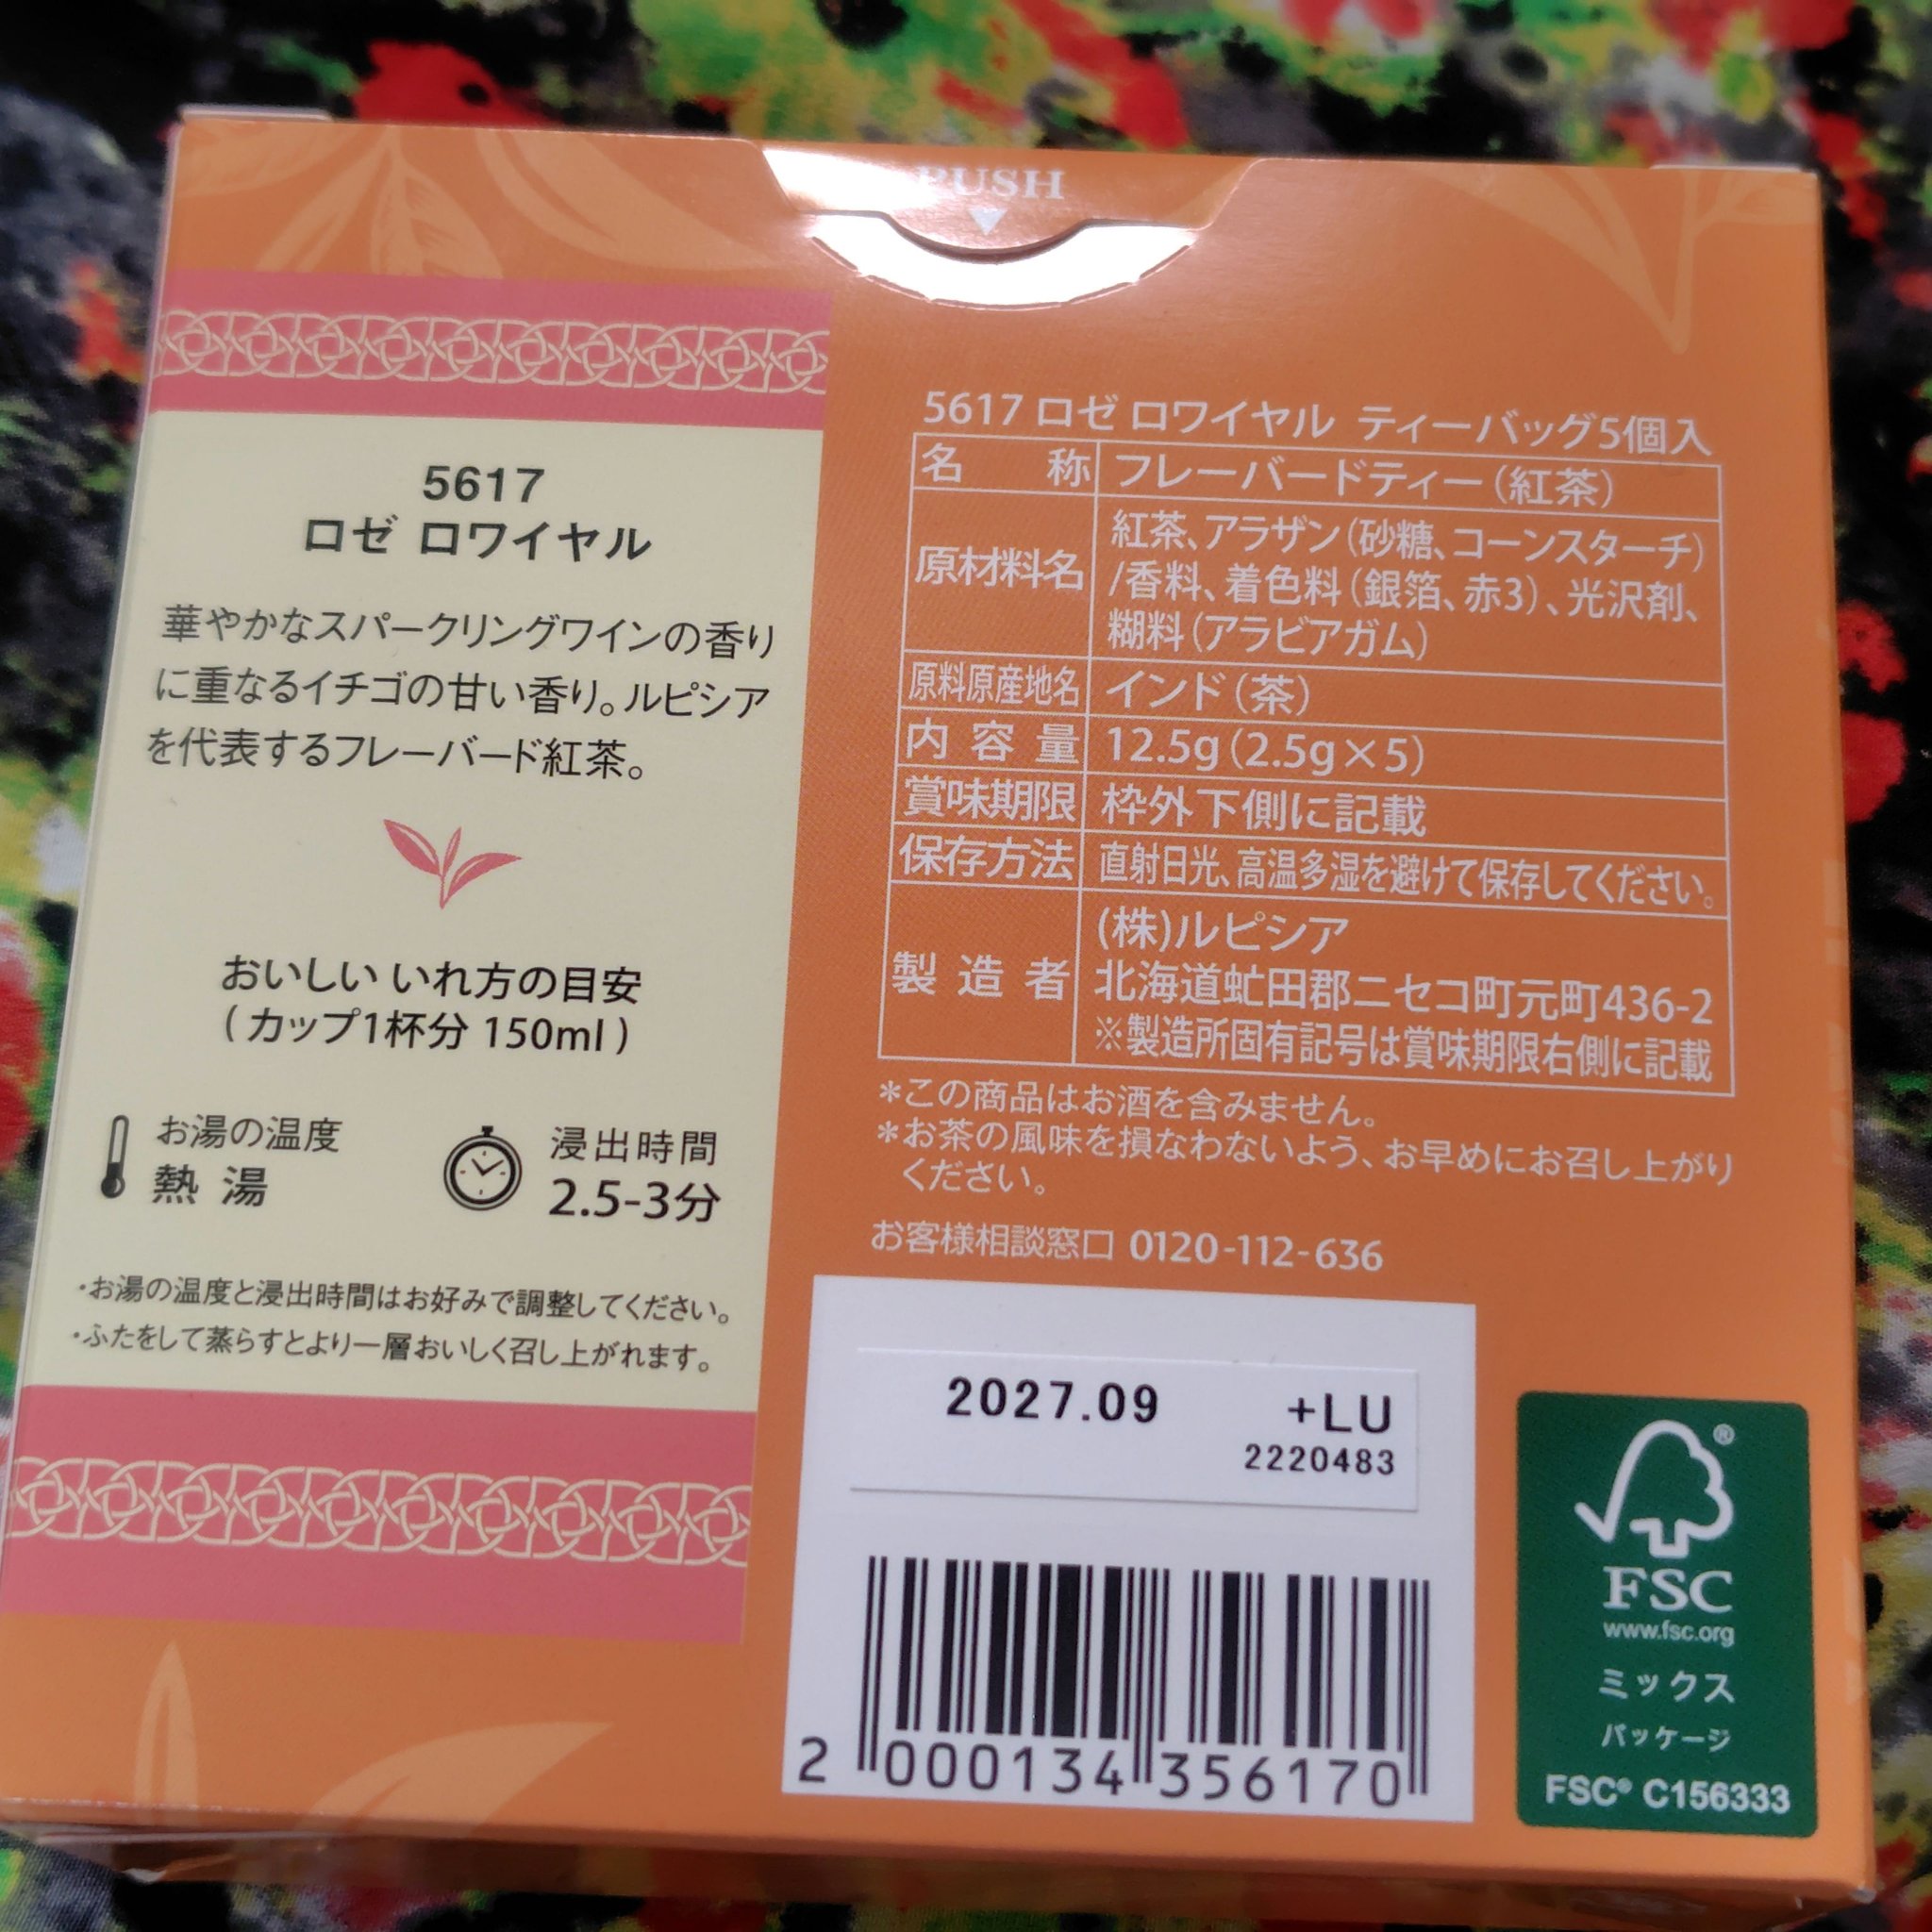 PUSH
5617
ロゼ ロワイヤル
華やかなスパークリングワインの香り
に重なるイチゴの甘い香り。ルピシア
を代表するフレーバード紅茶。
おいしい いれ方の目安
(カップ1杯分 150ml)
お湯の温度
熱 湯
浸出時間
2.5-3分
・お湯の温度と浸出時間はお好みで調整してください。
・ふたをして蒸らすとより一層おいしく召し上がれます。
5617 ロゼ ロワイヤル ティーバッグ5個入
名 称 フレーバードティー(紅茶)
原材料名 紅茶、アラザン(砂糖、コーンスターチ)
/香料、着色料(銀箔、赤3)、光沢剤、
糊料(アラビアガム)
原料原産地名 インド(茶)
内 容 量 12.5g(2.5g×5)
賞味期限 枠外下側に記載
保存方法 直射日光、高温多湿を避けて保存してください。
製 造 者 (株)ルピシア
北海道虻田郡ニセコ町元町436-2
※製造所固有記号は賞味期限右側に記載
*この商品はお酒を含みません。
*お茶の風味を損なわないよう、お早めにお召し上がり
ください。
お客様相談窓口 0120-112-636
2027.09 +LU
2220483
2 000134 356170
®
FSC
www.fsc.org
ミックス
パッケージ
FSC® C156333